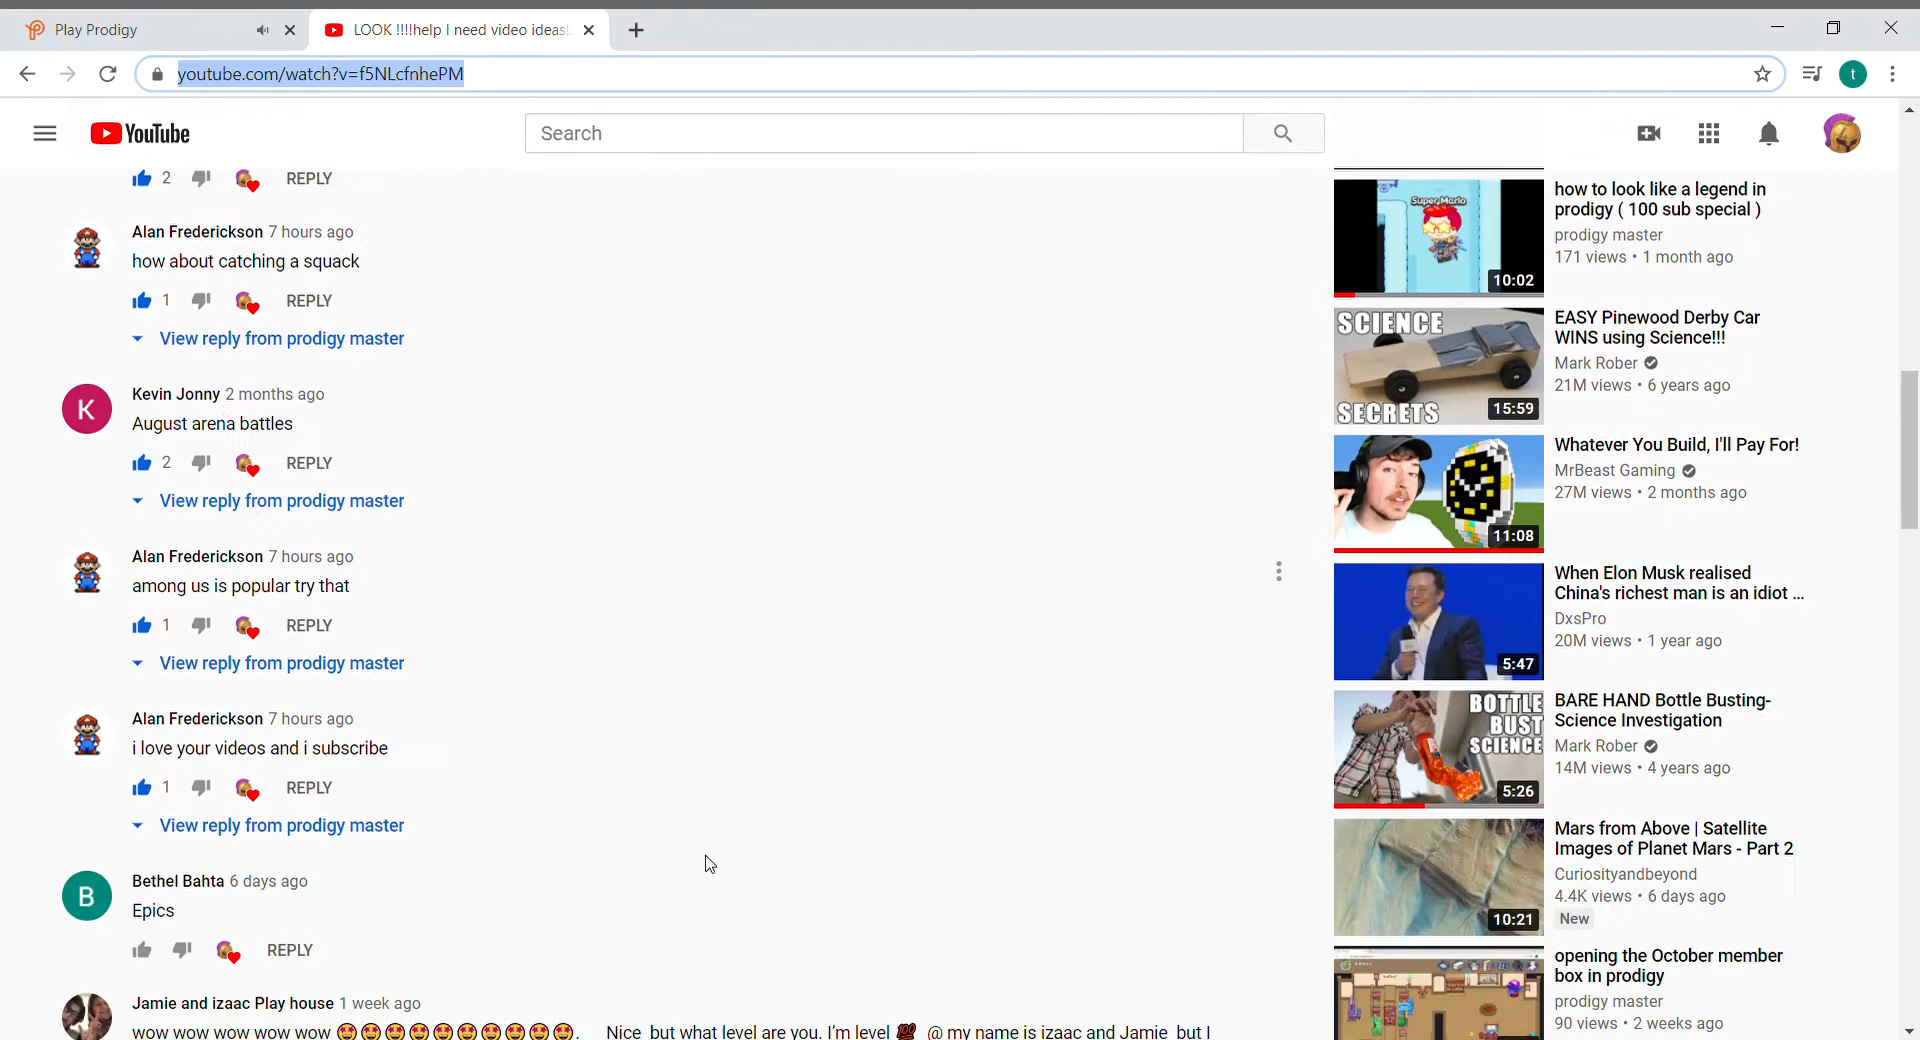 Play Prodigy
LOOK !!!!help I need video ideas!
youtube.com/watch?v=f5NLcfnhePM
t
YouTube
Search
2 REPLY
Alan Frederickson 7 hours ago
how about catching a squack
1 REPLY
View reply from prodigy master
K
Kevin Jonny 2 months ago
August arena battles
2 REPLY
View reply from prodigy master
Alan Frederickson 7 hours ago
among us is popular try that
1 REPLY
View reply from prodigy master
Alan Frederickson 7 hours ago
i love your videos and i subscribe
1 REPLY
View reply from prodigy master
B
Bethel Bahta 6 days ago
Epics
REPLY
Jamie and izaac Play house 1 week ago
wow wow wow wow wow 🤩🤩🤩🤩🤩🤩🤩🤩🤩🤩. Nice but what level are you. I'm level 💯 @ my name is izaac and Jamie but I
Super Mario
10:02
how to look like a legend in
prodigy ( 100 sub special )
prodigy master
171 views • 1 month ago
SCIENCE
SECRETS
15:59
EASY Pinewood Derby Car
WINS using Science!!!
Mark Rober
21M views • 6 years ago
11:08
Whatever You Build, I'll Pay For!
MrBeast Gaming
27M views • 2 months ago
5:47
When Elon Musk realised
China's richest man is an idiot ...
DxsPro
20M views • 1 year ago
BOTTLE
BUST
SCIENCE
5:26
BARE HAND Bottle Busting-
Science Investigation
Mark Rober
14M views • 4 years ago
10:21
Mars from Above | Satellite
Images of Planet Mars - Part 2
Curiosityandbeyond
4.4K views • 6 days ago
New
opening the October member
box in prodigy
prodigy master
90 views • 2 weeks ago